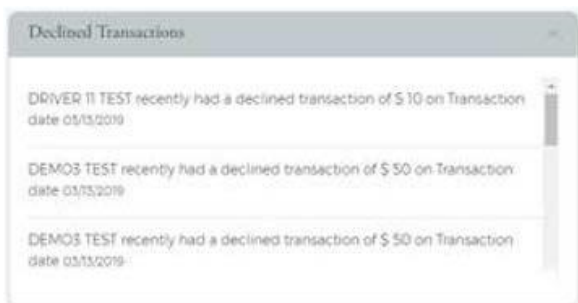 Declined Transactions
DRIVER 11 TEST recently had a declined transaction of $ 10 on Transaction
date 03/13/2019
DEMO3 TEST recently had a declined transaction of $ 50 on Transaction
date 03/13/2019
DEMO3 TEST recently had a declined transaction of $ 50 on Transaction
date 03/13/2019